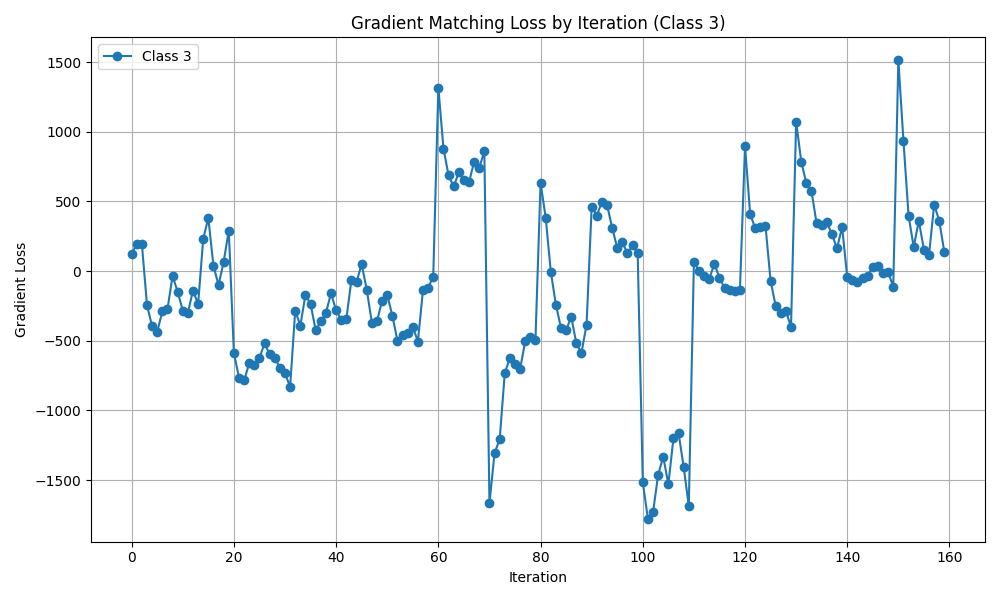 Gradient Matching Loss by Iteration (Class 3)
Class 3
1500
1000
500
0
−500
−1000
−1500
Gradient Loss
0 20 40 60 80 100 120 140 160
Iteration